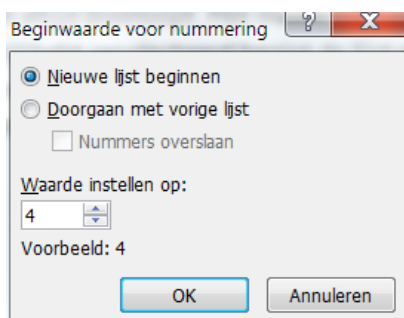 Beginwaarde voor nummering
Nieuwe lijst beginnen
Doorgaan met vorige lijst
Nummers overslaan
Waarde instellen op:
4
Voorbeeld: 4
OK Annuleren